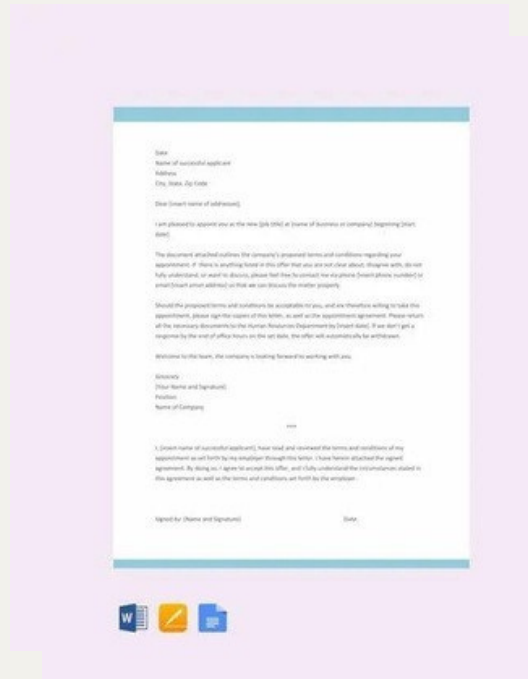 Date
Name of successful applicant
Address
City, State, Zip Code
Dear [insert name of addressee],
I am pleased to appoint you as the new [job title] at [name of business or company] beginning [start
date]
The document attached outlines the company's proposed terms and conditions regarding your
appointment. If there is anything listed in this offer that you are not clear about, disagree with, do not
fully understand, or want to discuss, please feel free to contact me via phone [insert phone number] or
email [insert email address] so that we can discuss the matter properly.
Should the proposed terms and conditions be acceptable to you, and are therefore willing to take this
appointment, please sign the copies of this letter, as well as the appointment agreement. Please return
all the necessary documents to the Human Resources Department by [insert date]. If we don't get a
response by the end of office hours on the set date, the offer will automatically be withdrawn.
Welcome to the team, the company is looking forward to working with you.
Sincerely
[Your Name and Signature]
Position
Name of Company
****
I, [insert name of successful applicant], have read and reviewed the terms and conditions of my
appointment as set forth by my employer through this letter. I have herein attached the signed
agreement. By doing so, I agree to accept this offer, and I fully understand the circumstances stated in
this agreement as well as the terms and conditions set forth by the employer.
Signed by: [Name and Signature] Date
W